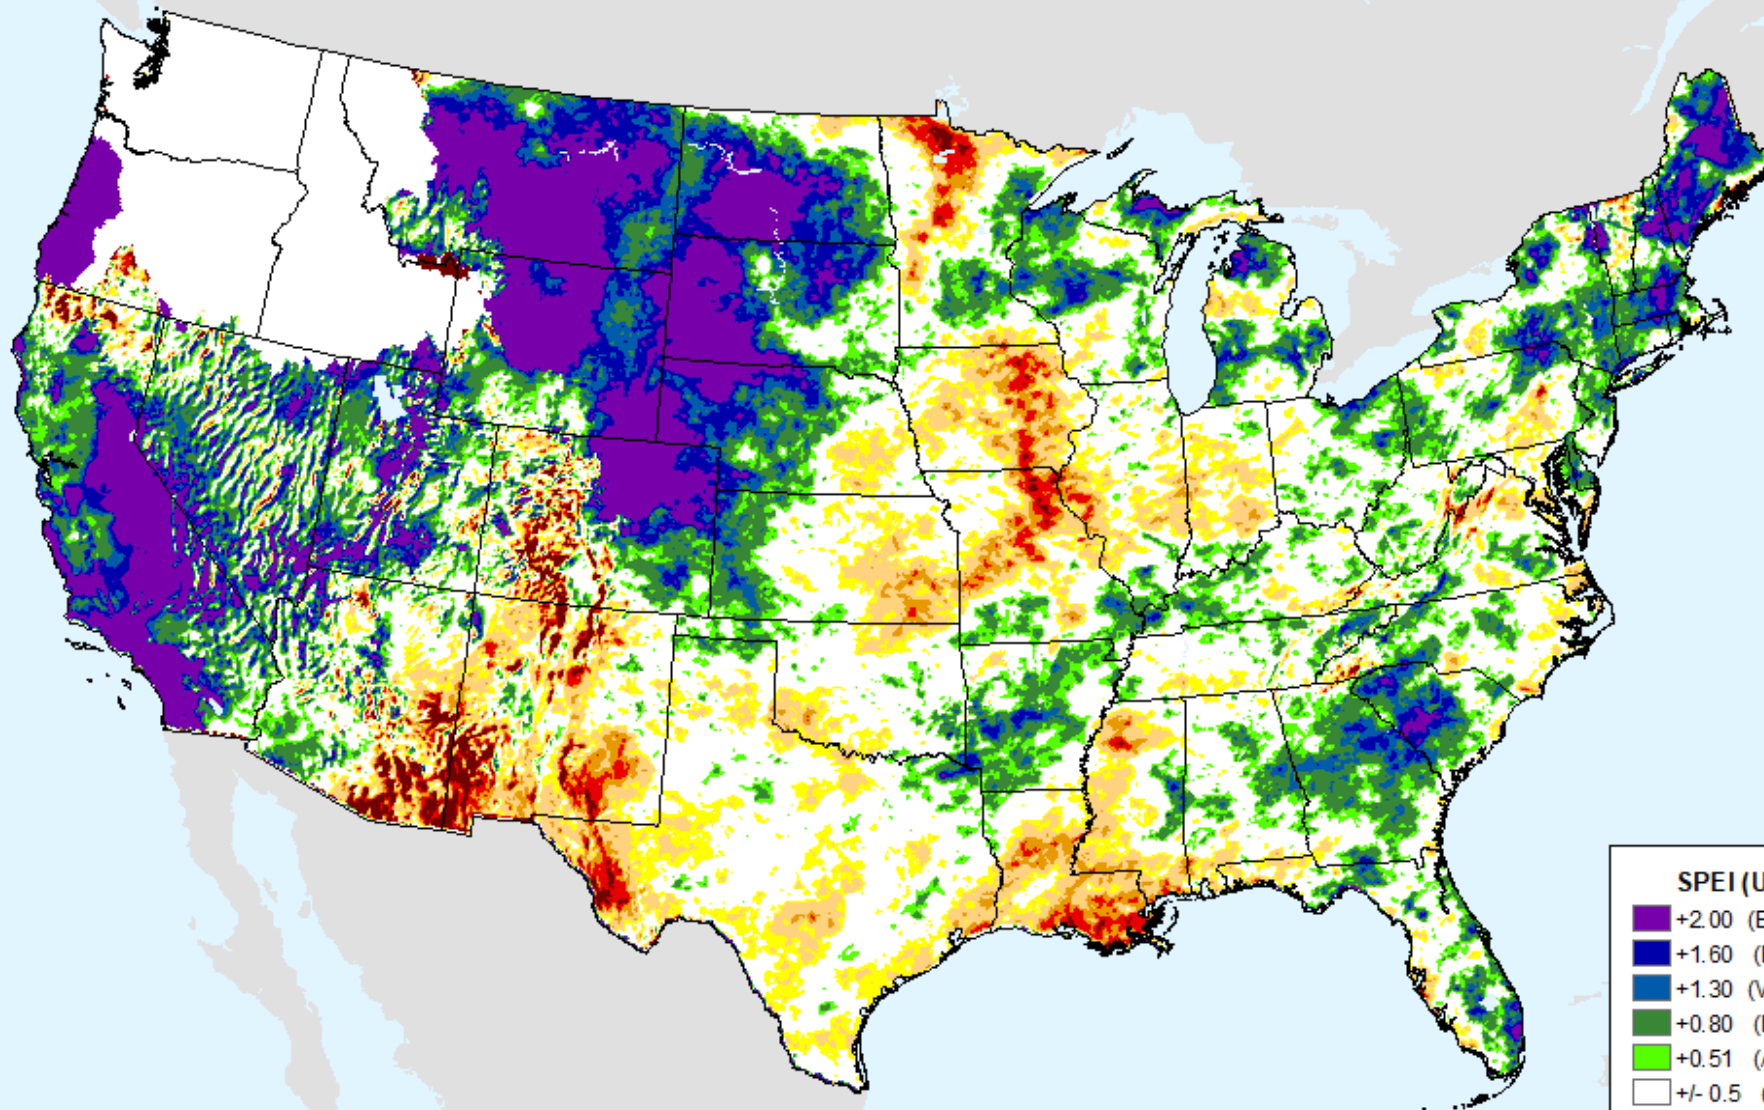 SPEI (U
+2.00 (E
+1.60 (
+1.30 (V
+0.80 (
+0.51 (
+/- 0.5 (